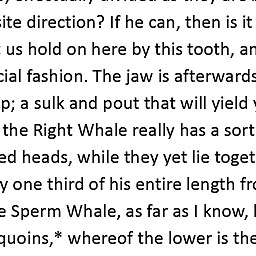 site direction? If he can, then is it
us hold on here by this tooth, an
cial fashion. The jaw is afterwards
p; a sulk and pout that will yield y
the Right Whale really has a sort
ed heads, while they yet lie toget
y one third of his entire length fr
e Sperm Whale, as far as I know,
quoins,* whereof the lower is the